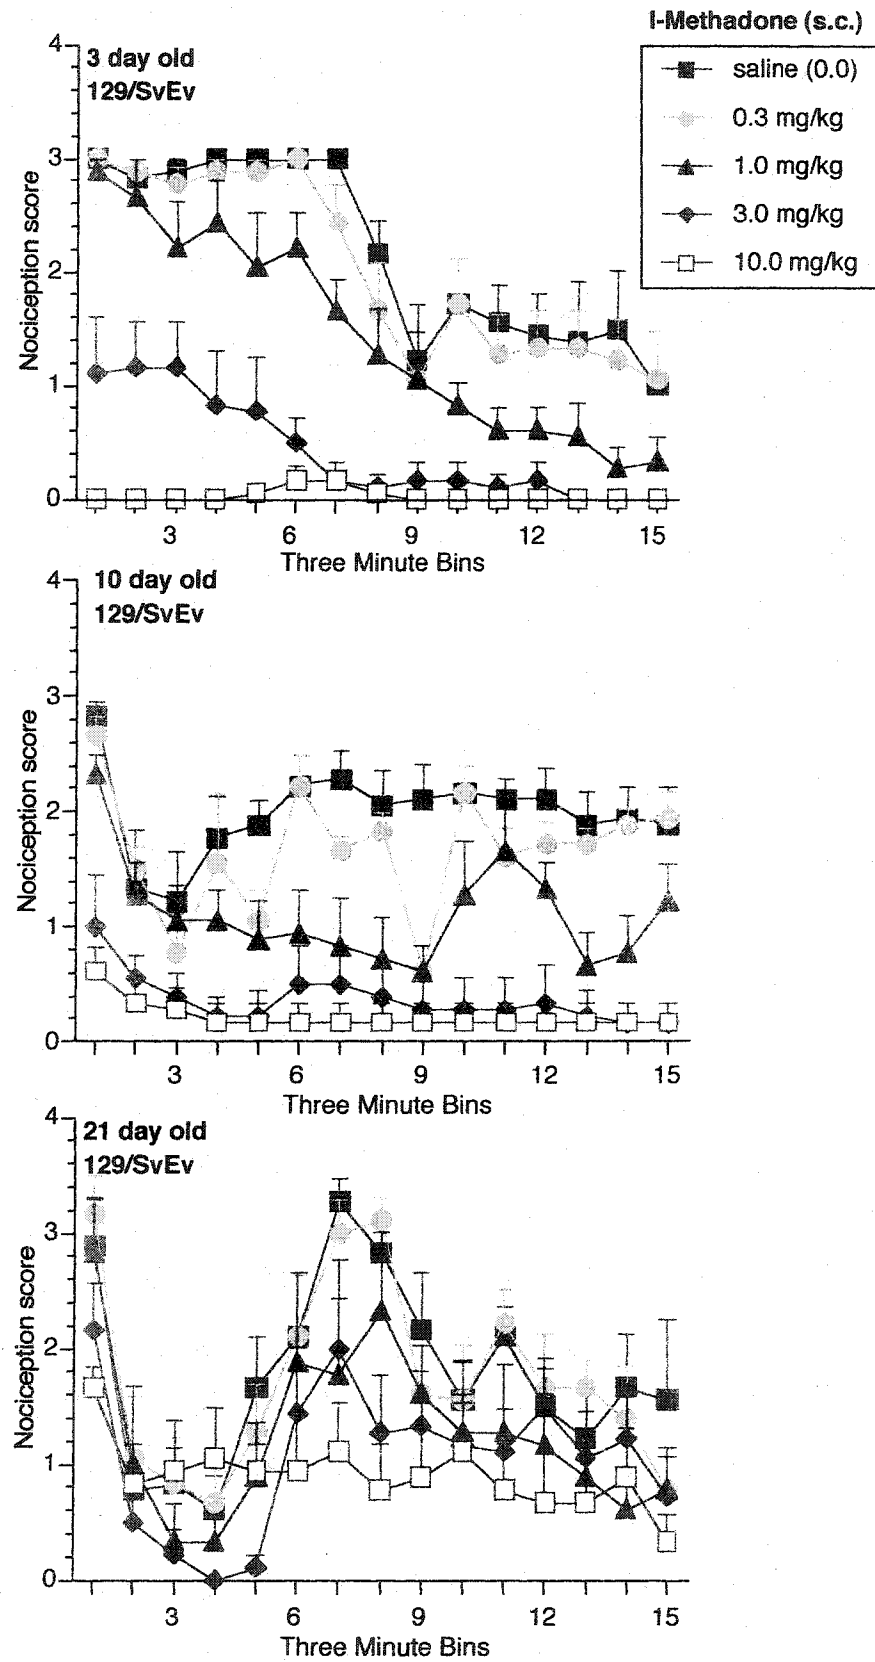 l-Methadone (s.c.)
saline (0.0)
0.3 mg/kg
1.0 mg/kg
3.0 mg/kg
10.0 mg/kg
3 day old
129/SvEv
Nociception score
4
3
2
1
0
3 6 9 12 15
Three Minute Bins
10 day old
129/SvEv
Nociception score
4
3
2
1
0
3 6 9 12 15
Three Minute Bins
21 day old
129/SvEv
Nociception score
4
3
2
1
0
3 6 9 12 15
Three Minute Bins